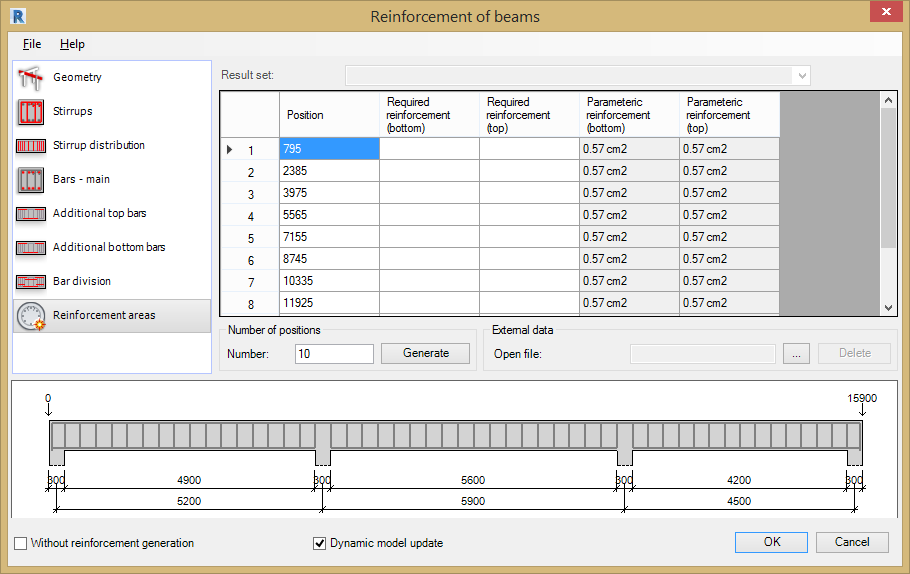 R
Reinforcement of beams
x
File Help
Geometry
Stirrups
Stirrup distribution
Bars - main
Additional top bars
Additional bottom bars
Bar division
Reinforcement areas
Result set:
Position Required reinforcement (bottom) Required reinforcement (top) Parameteric reinforcement (bottom) Parameteric reinforcement (top)
1 795 0.57 cm2 0.57 cm2
2 2385 0.57 cm2 0.57 cm2
3 3975 0.57 cm2 0.57 cm2
4 5565 0.57 cm2 0.57 cm2
5 7155 0.57 cm2 0.57 cm2
6 8745 0.57 cm2 0.57 cm2
7 10335 0.57 cm2 0.57 cm2
8 11925 0.57 cm2 0.57 cm2
Number of positions
Number: 10 Generate
External data
Open file: ... Delete
0 15900
300 4900 300 5600 300 4200 300
5200 5900 4500
Without reinforcement generation Dynamic model update OK Cancel